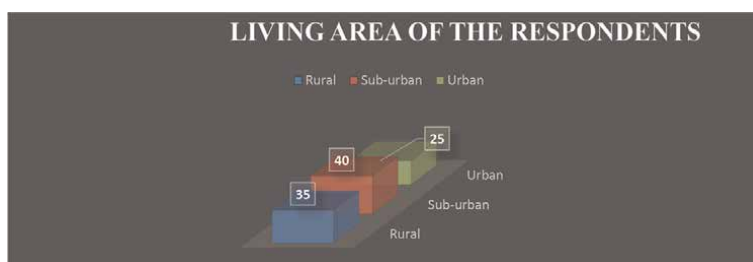 LIVING AREA OF THE RESPONDENTS
Rural Sub-urban Urban
25
40
35
Urban
Sub-urban
Rural